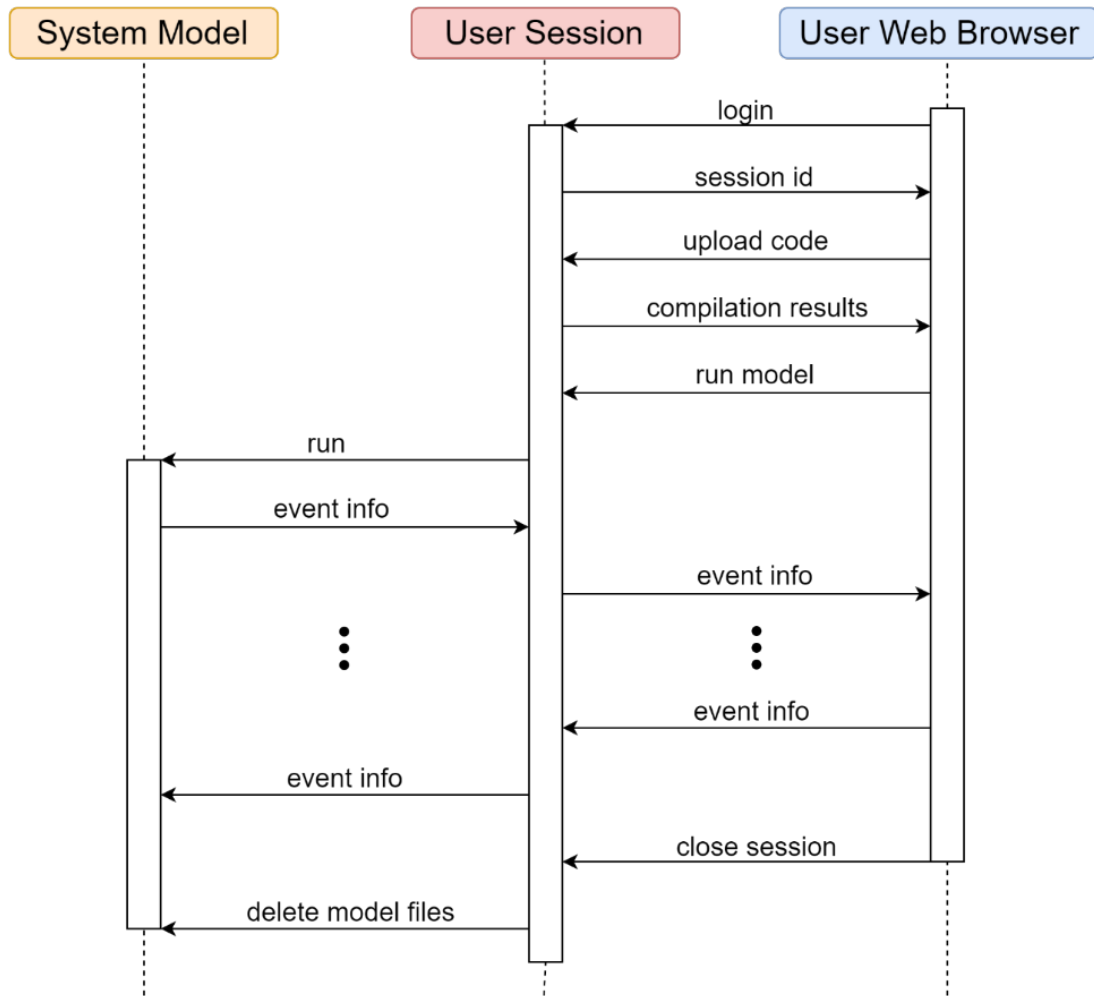 System Model
User Session
User Web Browser
login
session id
upload code
compilation results
run model
run
event info
event info
event info
event info
close session
delete model files